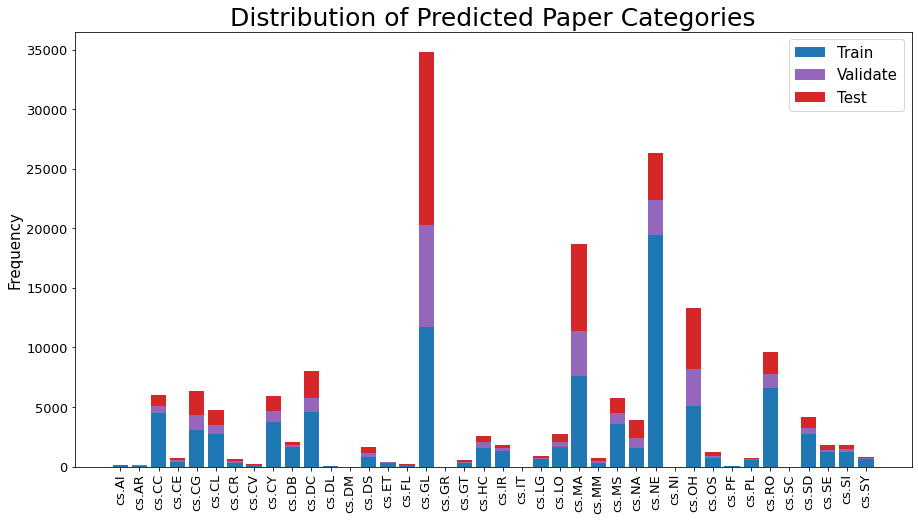 Distribution of Predicted Paper Categories
Train
Validate
Test
Frequency
35000
30000
25000
20000
15000
10000
5000
0
cs.AI
cs.AR
cs.CC
cs.CE
cs.CG
cs.CL
cs.CR
cs.CV
cs.CY
cs.DB
cs.DC
cs.DL
cs.DM
cs.DS
cs.ET
cs.FL
cs.GL
cs.GR
cs.GT
cs.HC
cs.IR
cs.IT
cs.LG
cs.LO
cs.MA
cs.MM
cs.MS
cs.NA
cs.NE
cs.NI
cs.OH
cs.OS
cs.PF
cs.PL
cs.RO
cs.SC
cs.SD
cs.SE
cs.SI
cs.SY